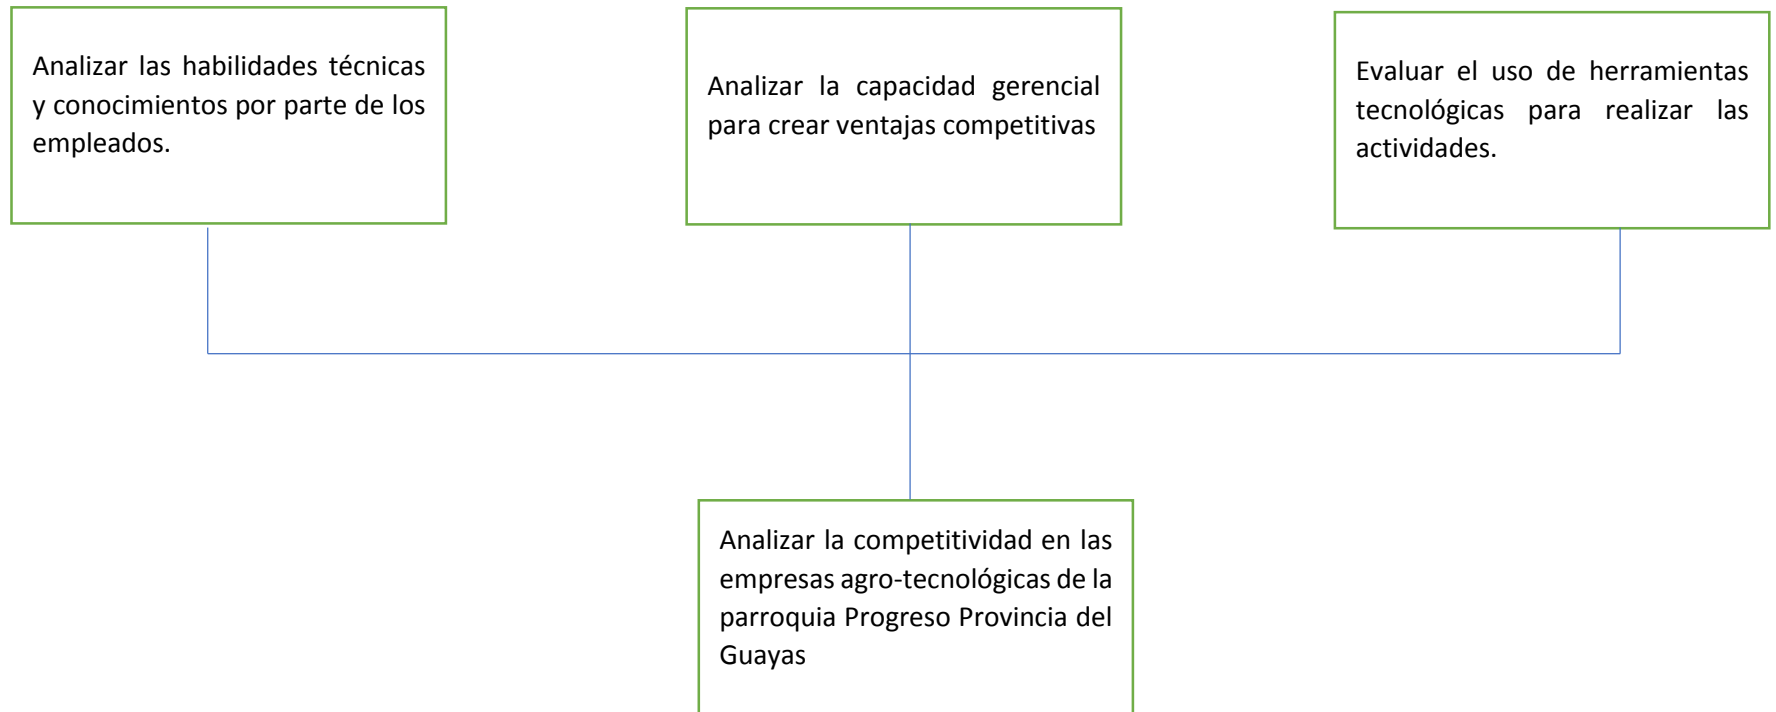 Analizar las habilidades técnicas
y conocimientos por parte de los
empleados.
Analizar la capacidad gerencial
para crear ventajas competitivas
Evaluar el uso de herramientas
tecnológicas para realizar las
actividades.
Analizar la competitividad en las
empresas agro-tecnológicas de la
parroquia Progreso Provincia del
Guayas